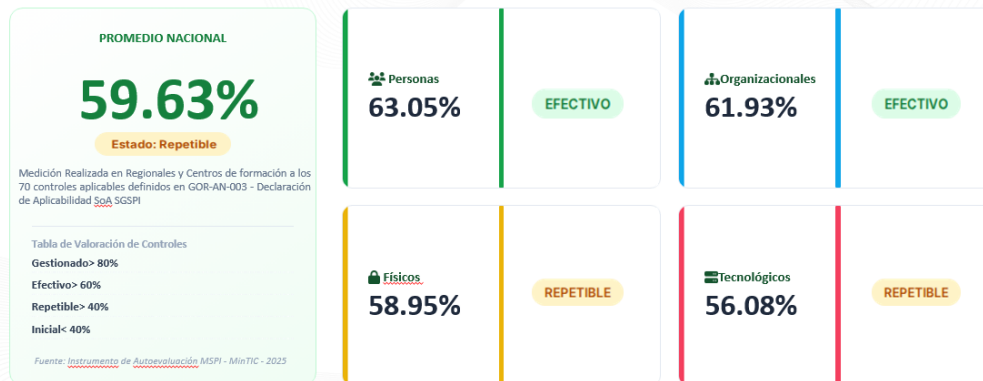 PROMEDIO NACIONAL
59.63%
Estado: Repetible
Medición Realizada en Regionales y Centros de formación a los
70 controles aplicables definidos en GOR-AN-003 - Declaración
de Aplicabilidad SoA SGSPI
Tabla de Valoración de Controles
Gestionado> 80%
Efectivo> 60%
Repetible> 40%
Inicial< 40%
Fuente: Instrumento de Autoevaluación MSPI - MinTIC - 2025
Personas
63.05%
EFECTIVO
Organizacionales
61.93%
EFECTIVO
Físicos
58.95%
REPETIBLE
Tecnológicos
56.08%
REPETIBLE